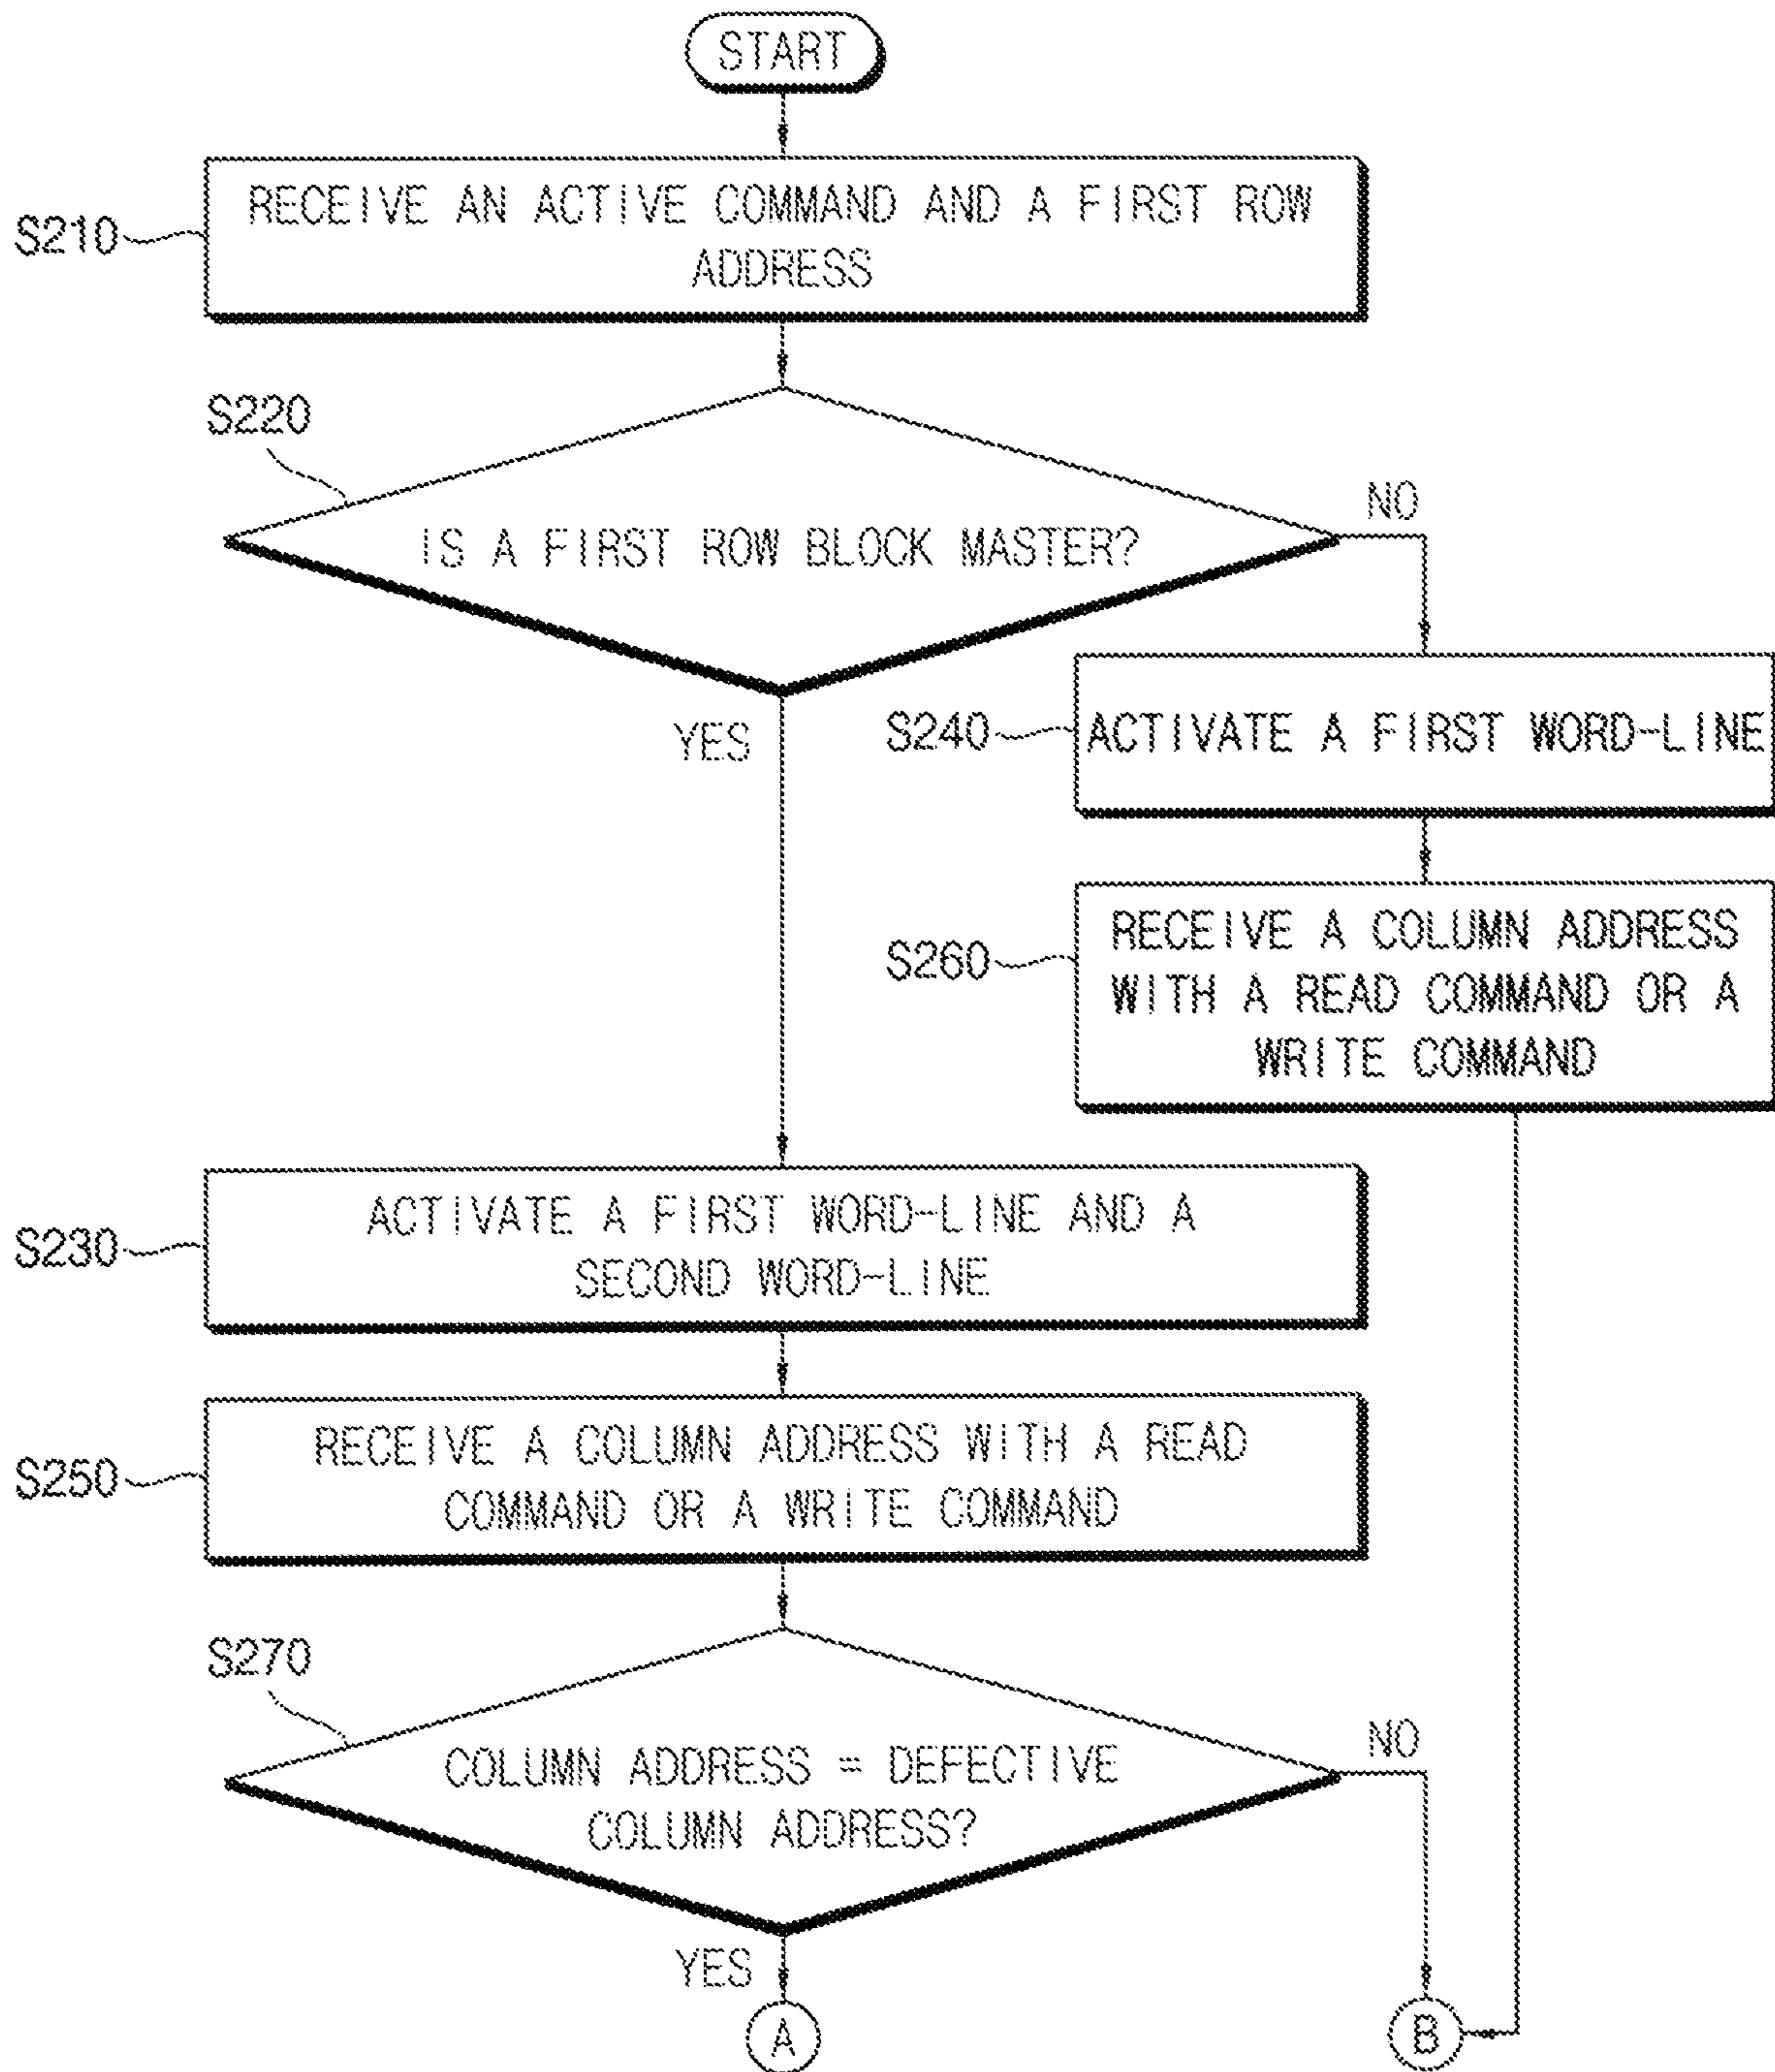 START
S210
RECEIVE AN ACTIVE COMMAND AND A FIRST ROW
ADDRESS
S220
IS A FIRST ROW BLOCK MASTER?
NO
YES
S240
ACTIVATE A FIRST WORD-LINE
S260
RECEIVE A COLUMN ADDRESS
WITH A READ COMMAND OR A
WRITE COMMAND
S230
ACTIVATE A FIRST WORD-LINE AND A
SECOND WORD-LINE
S250
RECEIVE A COLUMN ADDRESS WITH A READ
COMMAND OR A WRITE COMMAND
S270
COLUMN ADDRESS = DEFECTIVE
COLUMN ADDRESS?
NO
YES
A
B